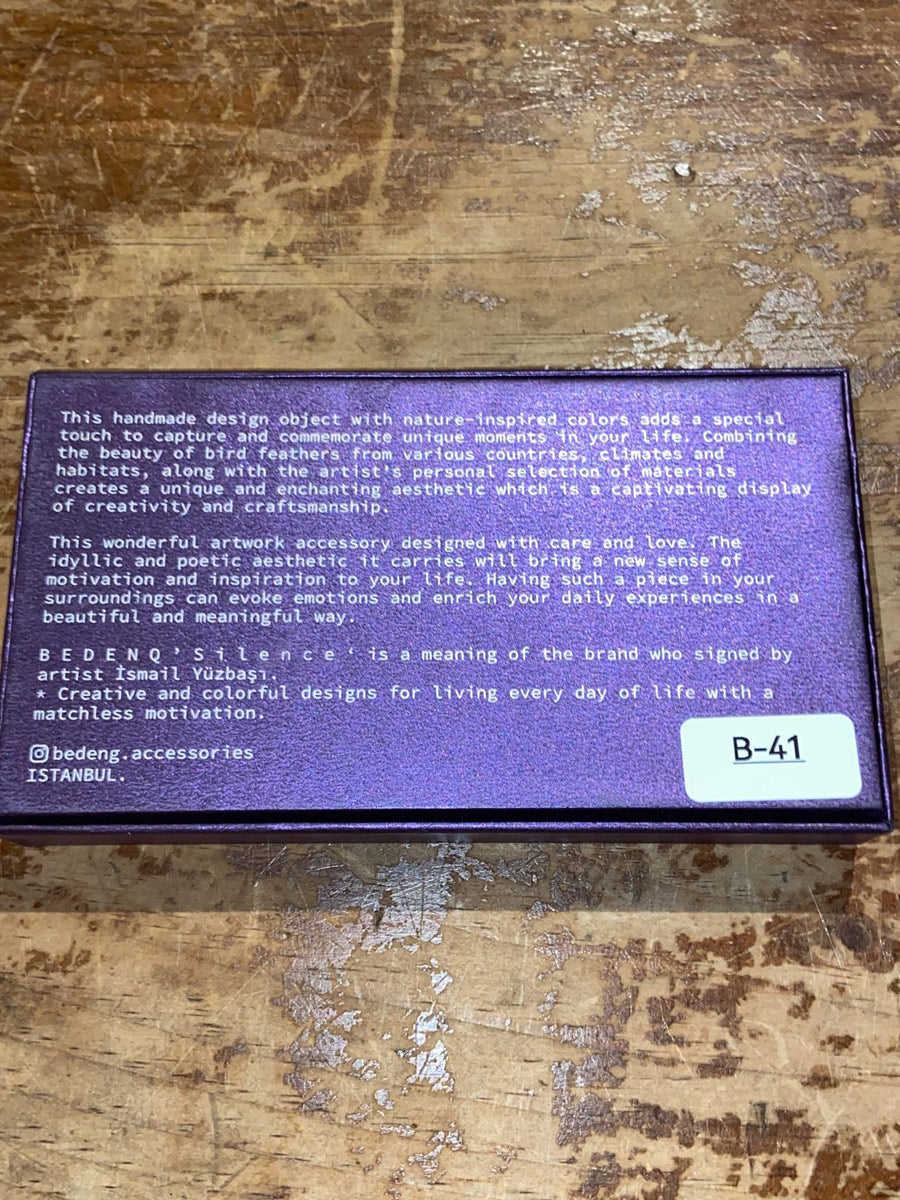 This handmade design object with nature-inspired colors adds a special
touch to capture and commemorate unique moments in your life. Combining
the beauty of bird feathers from various countries, climates and
habitats, along with the artist's personal selection of materials
creates a unique and enchanting aesthetic which is a captivating display
of creativity and craftsmanship.
This wonderful artwork accessory designed with care and love. The
idyllic and poetic aesthetic it carries will bring a new sense of
motivation and inspiration to your life. Having such a piece in your
surroundings can evoke emotions and enrich your daily experiences in a
beautiful and meaningful way.
B E D E N Q ’ S i l e n c e ‘ is a meaning of the brand who signed by
artist İsmail Yüzbaşı.
* Creative and colorful designs for living every day of life with a
matchless motivation.
bedenq.accessories
ISTANBUL.
B-41